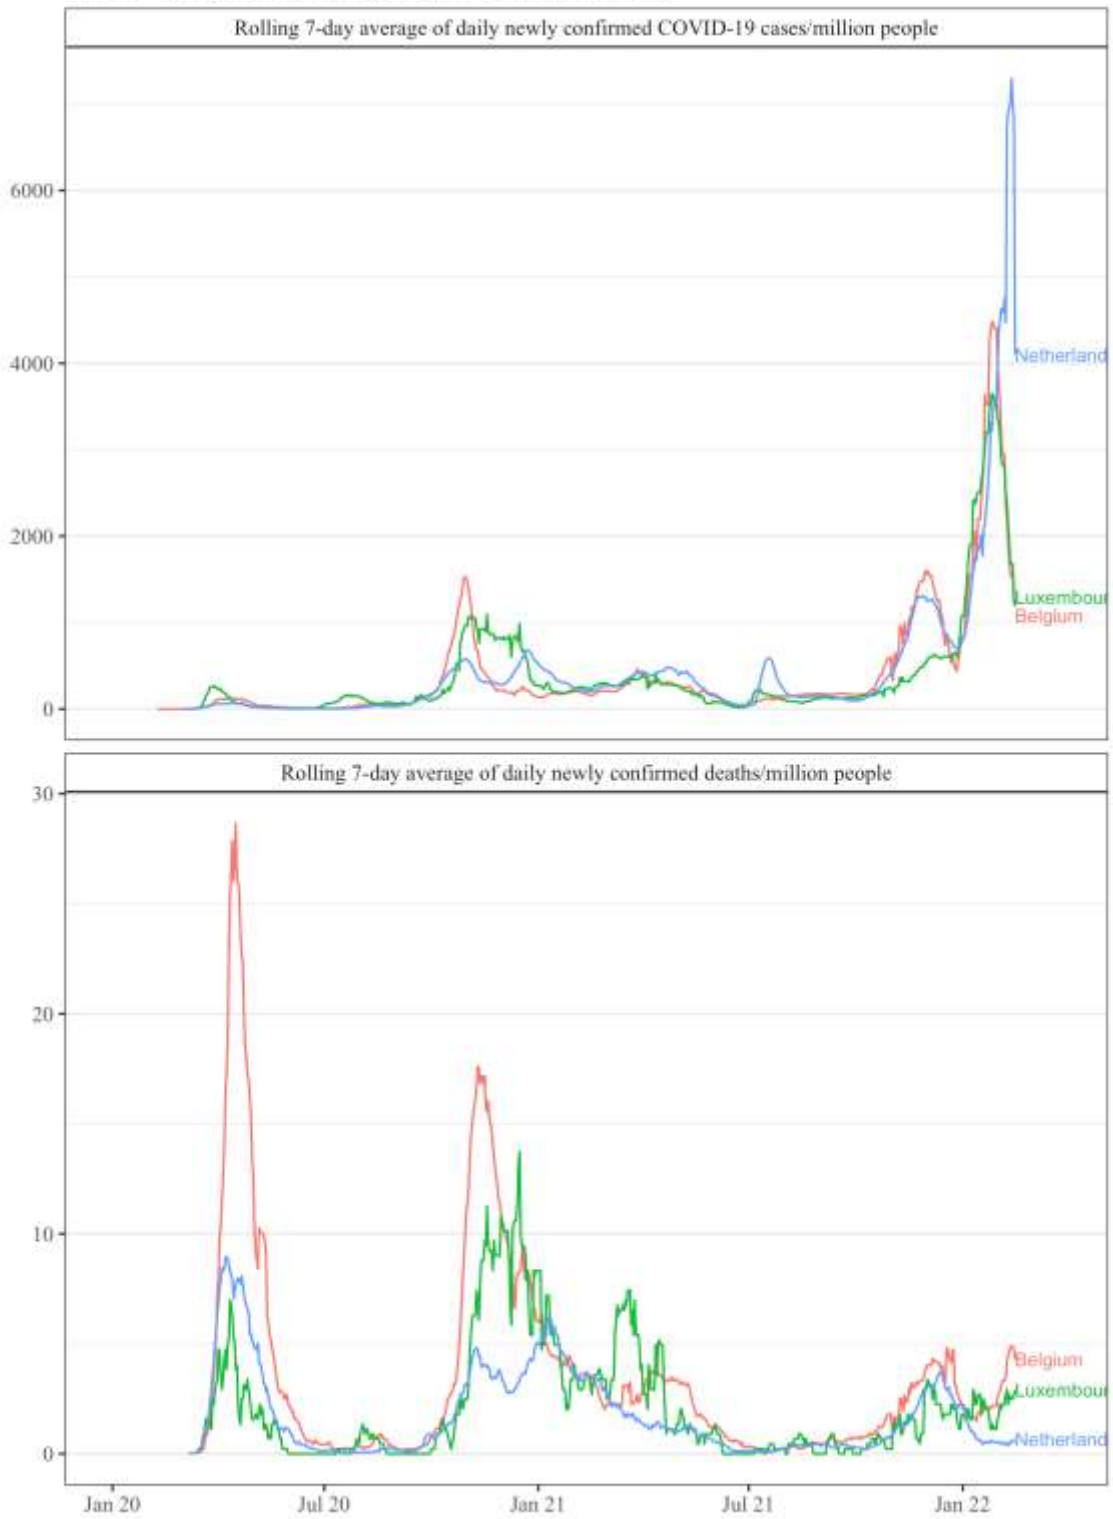 Rolling 7-day average of daily newly confirmed COVID-19 cases/million people
6000
4000
Netherland
2000
Luxembour
Belgium
0
Rolling 7-day average of daily newly confirmed deaths/million people
30
20
10
Belgium
Luxembour
Netherland
0
Jan 20 Jul 20 Jan 21 Jul 21 Jan 22